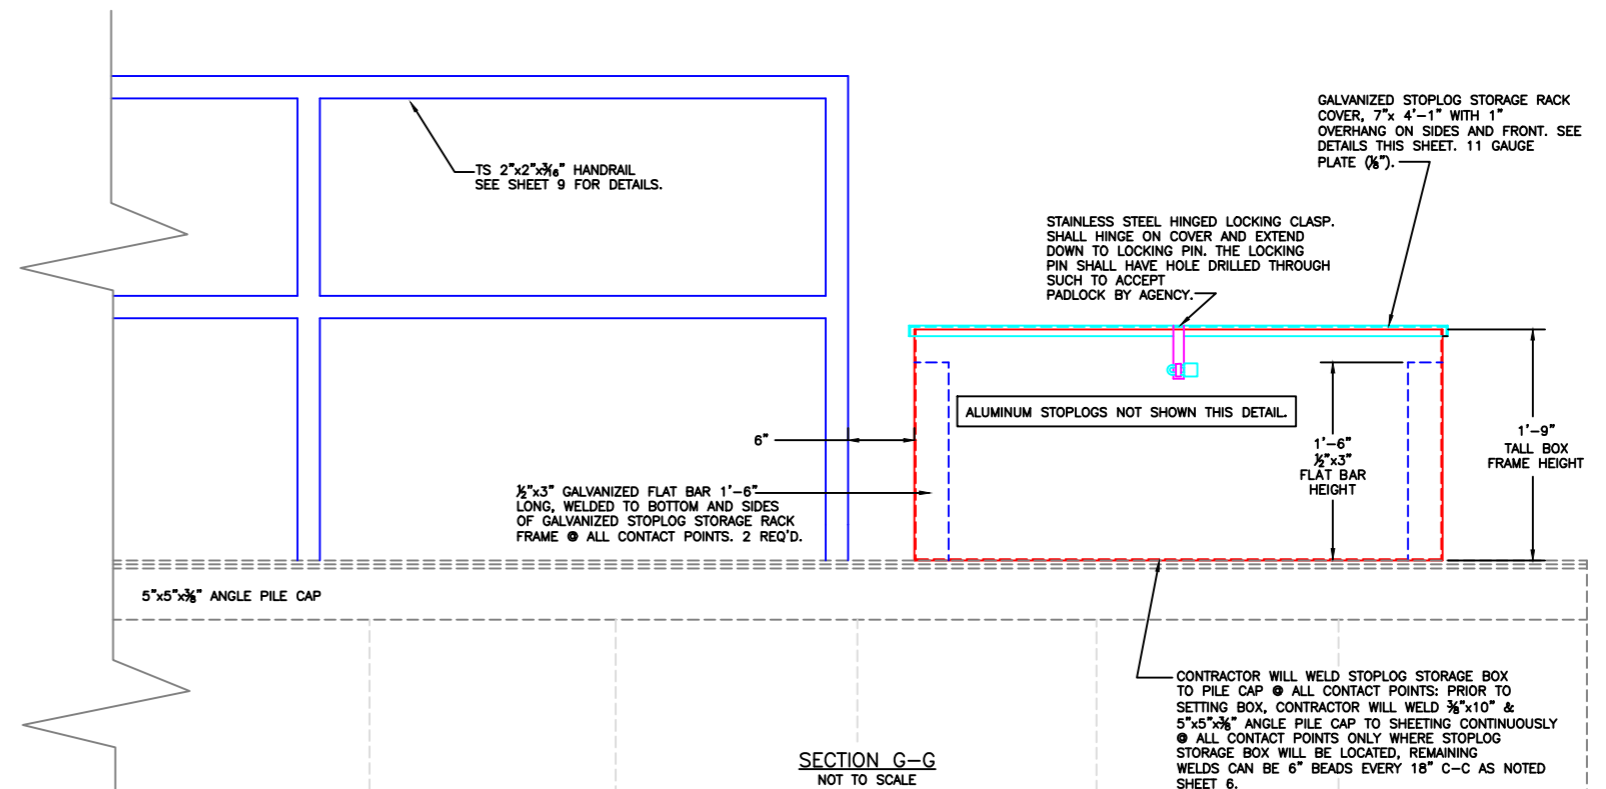 GALVANIZED STOPLOG STORAGE RACK
COVER, 7"x 4'-1" WITH 1"
OVERHANG ON SIDES AND FRONT. SEE
DETAILS THIS SHEET. 11 GAUGE
PLATE (⅛").
TS 2"x2"x3/16" HANDRAIL
SEE SHEET 9 FOR DETAILS.
STAINLESS STEEL HINGED LOCKING CLASP.
SHALL HINGE ON COVER AND EXTEND
DOWN TO LOCKING PIN. THE LOCKING
PIN SHALL HAVE HOLE DRILLED THROUGH
SUCH TO ACCEPT
PADLOCK BY AGENCY.
ALUMINUM STOPLOGS NOT SHOWN THIS DETAIL.
6"
1'-6"
½"x3"
FLAT BAR
HEIGHT
1'-9"
TALL BOX
FRAME HEIGHT
½"x3" GALVANIZED FLAT BAR 1'-6"
LONG, WELDED TO BOTTOM AND SIDES
OF GALVANIZED STOPLOG STORAGE RACK
FRAME @ ALL CONTACT POINTS. 2 REQ'D.
5"x5"x⅜" ANGLE PILE CAP
CONTRACTOR WILL WELD STOPLOG STORAGE BOX
TO PILE CAP @ ALL CONTACT POINTS: PRIOR TO
SETTING BOX, CONTRACTOR WILL WELD ⅜"x10" &
5"x5"x⅜" ANGLE PILE CAP TO SHEETING CONTINUOUSLY
@ ALL CONTACT POINTS ONLY WHERE STOPLOG
STORAGE BOX WILL BE LOCATED, REMAINING
WELDS CAN BE 6" BEADS EVERY 18" C-C AS NOTED
SHEET 6.
SECTION G-G
NOT TO SCALE